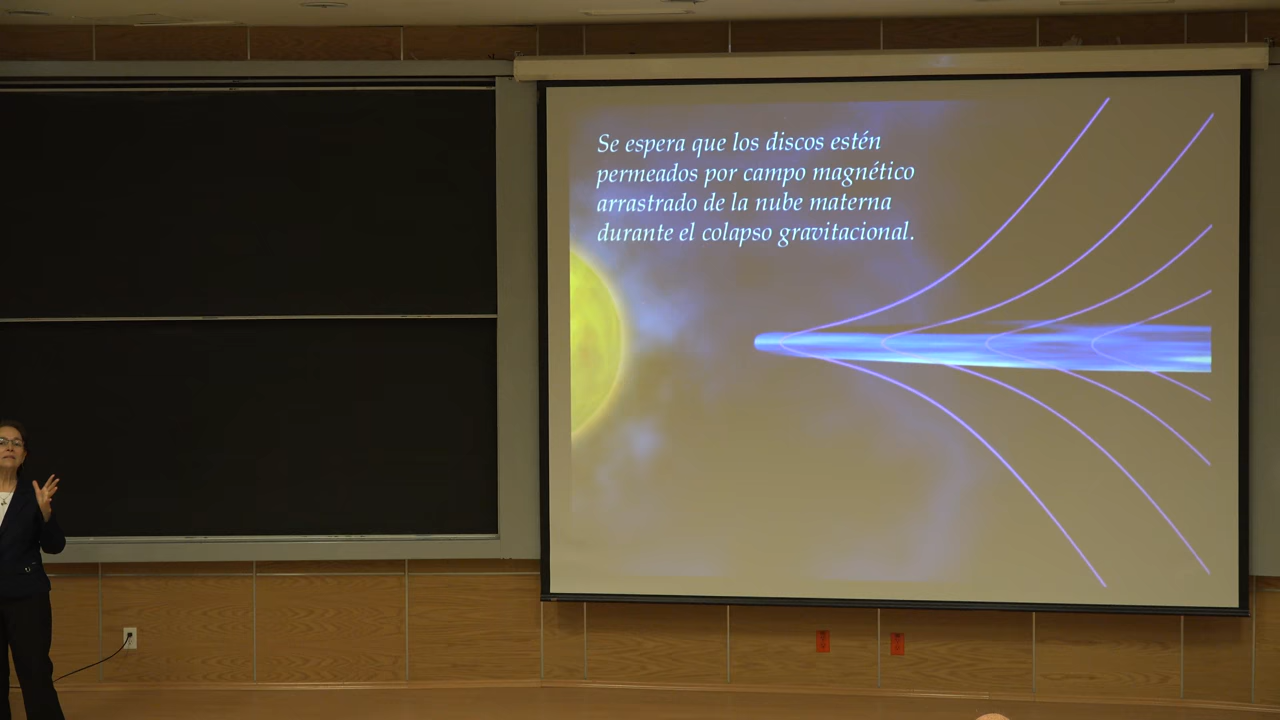 Se espera que los discos estén
permeados por campo magnético
arrastrado de la nube materna
durante el colapso gravitacional.